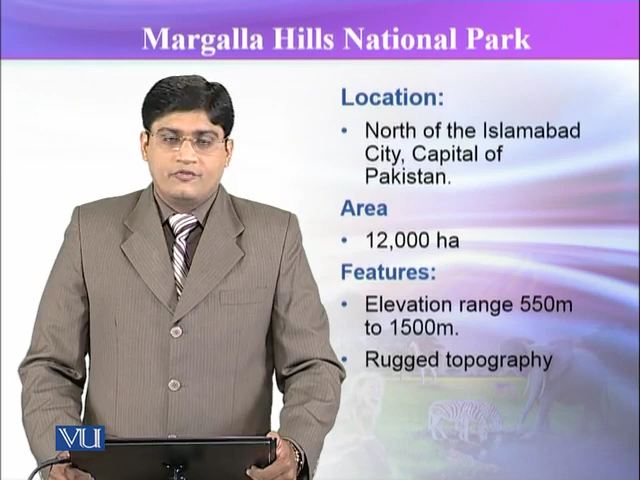 Margalla Hills National Park
Location:
• North of the Islamabad
City, Capital of
Pakistan.
Area
• 12,000 ha
Features:
• Elevation range 550m
to 1500m.
• Rugged topography
VU